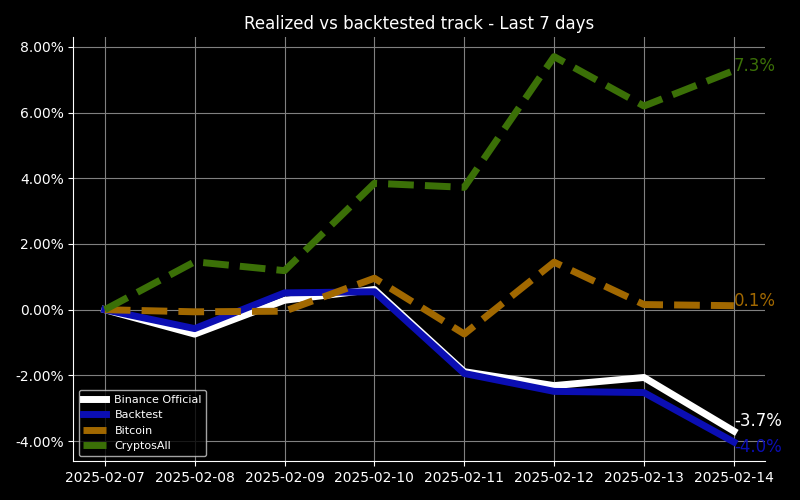 Realized vs backtested track - Last 7 days
8.00%
6.00%
4.00%
2.00%
0.00%
-2.00%
-4.00%
7.3%
0.1%
-3.7%
-4.0%
Binance Official
Backtest
Bitcoin
CryptosAll
2025-02-07 2025-02-08 2025-02-09 2025-02-10 2025-02-11 2025-02-12 2025-02-13 2025-02-14